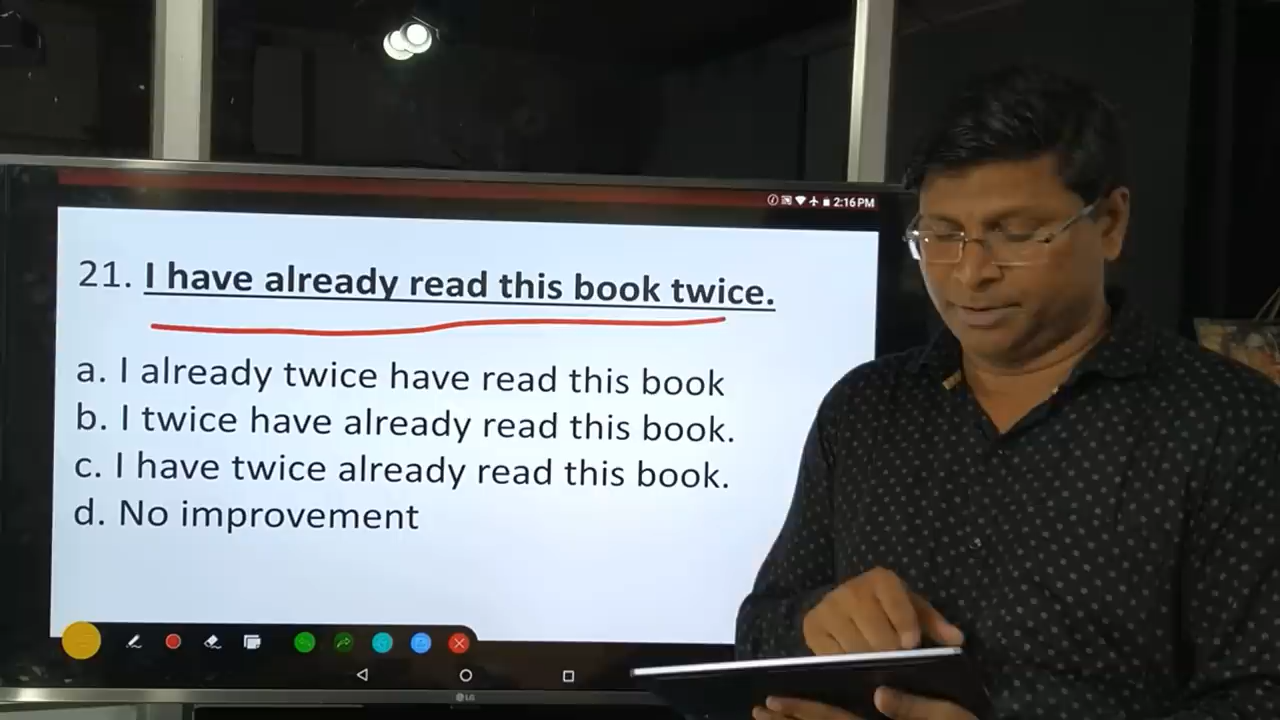 2:16 PM
21. I have already read this book twice.
a. I already twice have read this book
b. I twice have already read this book.
c. I have twice already read this book.
d. No improvement
LG